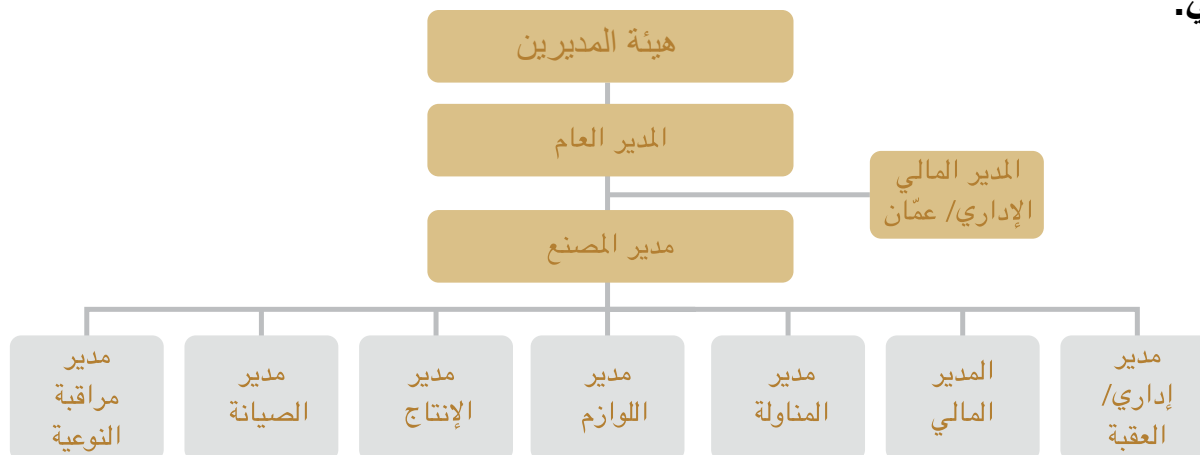 هيئة المديرين
المدير العام
المدير المالي
الإداري/ عمّان
مدير المصنع
مدير
إداري/
العقبة
المدير
المالي
مدير
المناولة
مدير
اللوازم
مدير
الإنتاج
مدير
الصيانة
مدير
مراقبة
النوعية